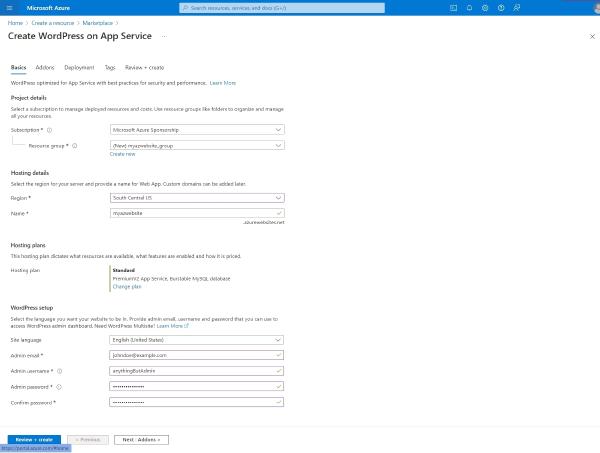 Microsoft Azure
Search resources, services, and docs (G+/)
Home > Create a resource > Marketplace >
Create WordPress on App Service ...
Basics Addons Deployment Tags Review + create
WordPress optimized for App Service with best practices for security and performance. Learn More
Project details
Select a subscription to manage deployed resources and costs. Use resource groups like folders to organize and manage
all your resources.
Subscription * Microsoft Azure Sponsorship
Resource group * (New) myazwebsite_group
Create new
Hosting details
Select the region for your server and provide a name for Web App. Custom domains can be added later.
Region * South Central US
Name * myazwebsite
.azurewebsites.net
Hosting plans
This hosting plan dictates what resources are available, what features are enabled and how it is priced.
Hosting plan Standard
PremiumV2 App Service, Burstable MySQL database
Change plan
WordPress setup
Select the language you want your website to be in. Provide admin email, username and password that you can use to
access WordPress admin dashboard. Need WordPress Multisite? Learn More
Site language English (United States)
Admin email * johndoe@example.com
Admin username * anythingButAdmin
Admin password * ••••••••••••••••
Confirm password * ••••••••••••••••
Review + create < Previous Next : Addons >
https://portal.azure.com/#home